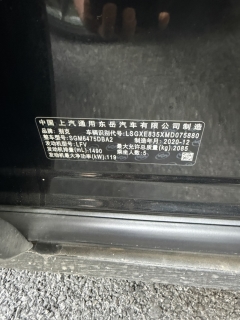 中国 上汽通用东岳汽车有限公司制造
品牌：别克 车辆识别代号：LSGXE835XMD075880
整车型号：SGM6475DBA2 制造年月：2020-12
发动机型号：LFV 最大允许总质量(kg)：2065
发动机排量(mL)：1490 乘坐人数：5
发动机最大净功率(kW)：119